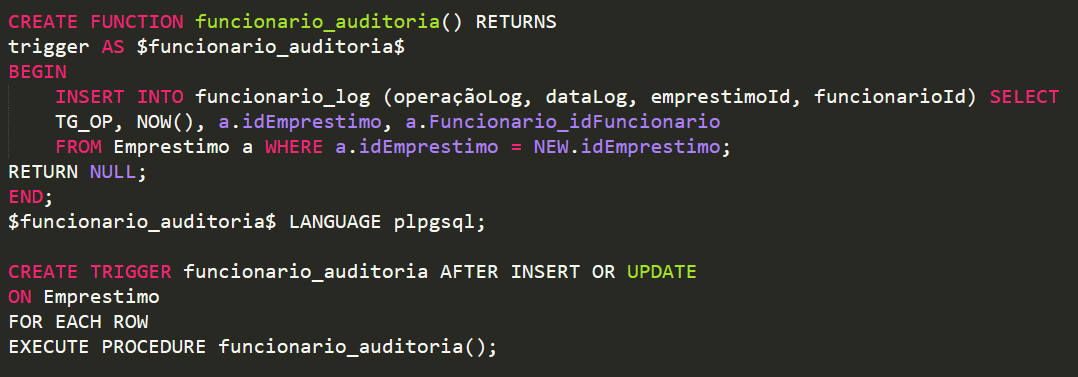 CREATE FUNCTION funcionario_auditoria() RETURNS
trigger AS $funcionario_auditoria$
BEGIN
    INSERT INTO funcionario_log (operaçãoLog, dataLog, emprestimoId, funcionarioId) SELECT
    TG_OP, NOW(), a.idEmprestimo, a.Funcionario_idFuncionario
    FROM Emprestimo a WHERE a.idEmprestimo = NEW.idEmprestimo;
RETURN NULL;
END;
$funcionario_auditoria$ LANGUAGE plpgsql;

CREATE TRIGGER funcionario_auditoria AFTER INSERT OR UPDATE
ON Emprestimo
FOR EACH ROW
EXECUTE PROCEDURE funcionario_auditoria();